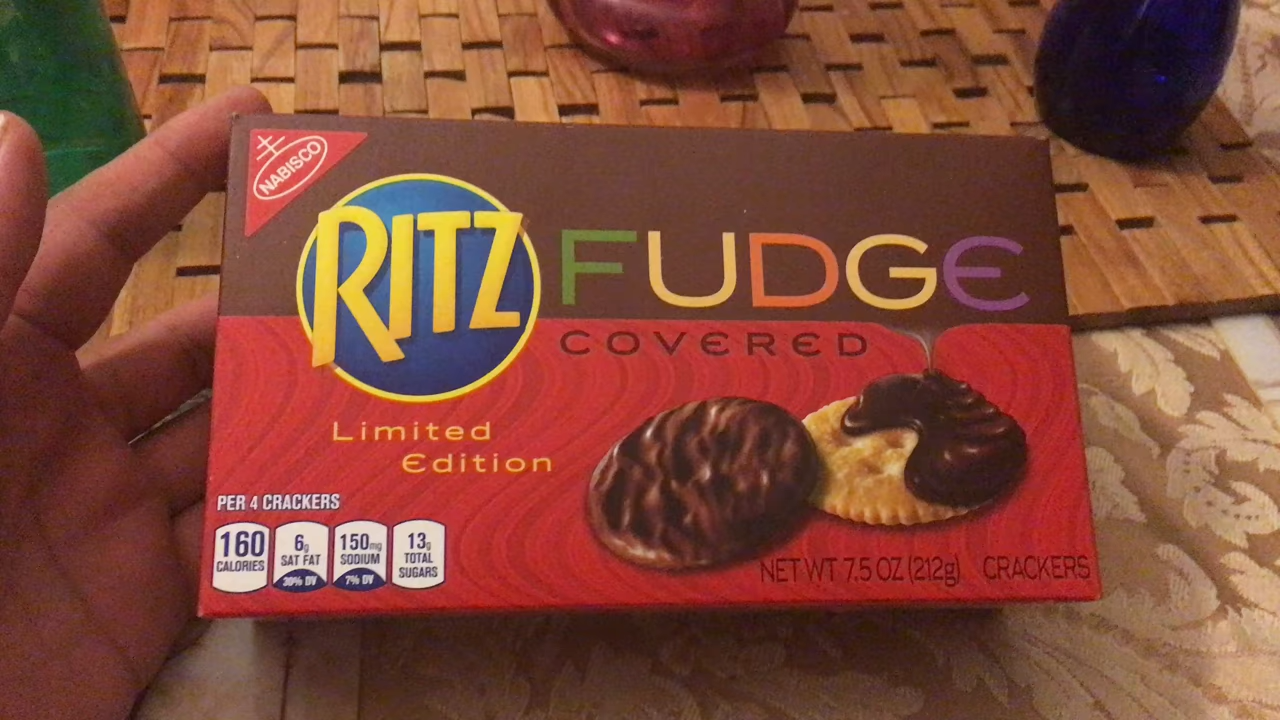 NABISCO
RITZ
FUDGE
COVERED
Limited
Edition
PER 4 CRACKERS
160
CALORIES
6g
SAT FAT
30% DV
150mg
SODIUM
7% DV
13g
TOTAL
SUGARS
NET WT 7.5 OZ (212g) CRACKERS